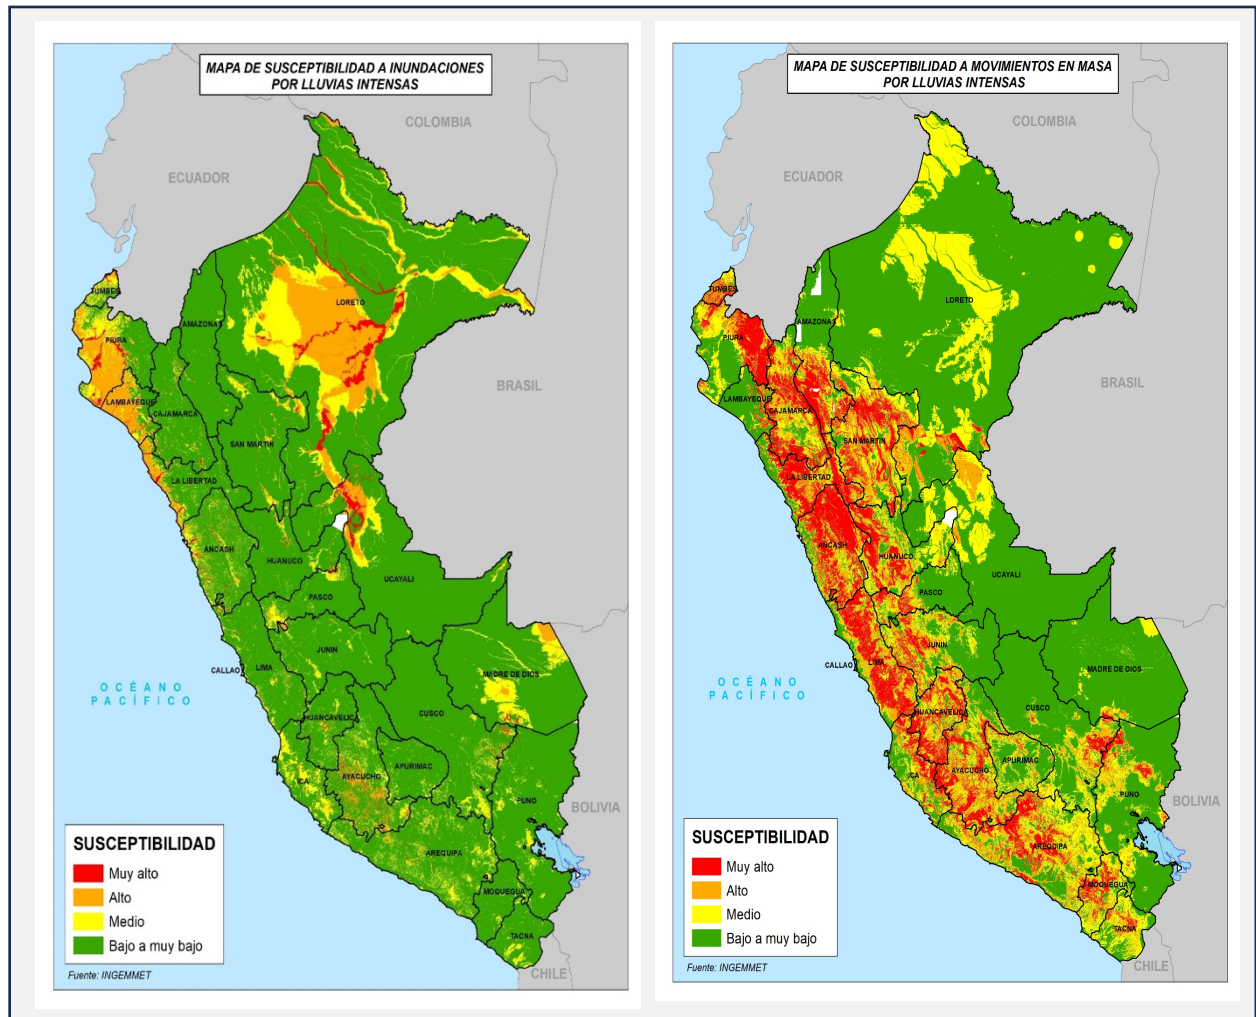 MAPA DE SUSCEPTIBILIDAD A INUNDACIONES
POR LLUVIAS INTENSAS
COLOMBIA
ECUADOR
TUMBES
LORETO
AMAZONAS
PIURA
BRASIL
LAMBAYEQUE
CAJAMARCA
SAN MARTIN
LA LIBERTAD
ANCASH
HUANUCO
UCAYALI
PASCO
JUNIN
CALLAO
LIMA
MADRE DE DIOS
OCÉANO
PACÍFICO
HUANCAVELICA
CUSCO
ICA
AYACUCHO
APURIMAC
PUNO
BOLIVIA
AREQUIPA
MOQUEGUA
TACNA
CHILE
SUSCEPTIBILIDAD
Muy alto
Alto
Medio
Bajo a muy bajo
Fuente: INGEMMET
MAPA DE SUSCEPTIBILIDAD A MOVIMIENTOS EN MASA
POR LLUVIAS INTENSAS
COLOMBIA
ECUADOR
TUMBES
LORETO
AMAZONAS
PIURA
BRASIL
LAMBAYEQUE
CAJAMARCA
SAN MARTIN
LA LIBERTAD
ANCASH
HUANUCO
UCAYALI
PASCO
JUNIN
CALLAO
LIMA
MADRE DE DIOS
OCÉANO
PACÍFICO
HUANCAVELICA
CUSCO
ICA
AYACUCHO
APURIMAC
PUNO
BOLIVIA
AREQUIPA
MOQUEGUA
TACNA
CHILE
SUSCEPTIBILIDAD
Muy alto
Alto
Medio
Bajo a muy bajo
Fuente: INGEMMET